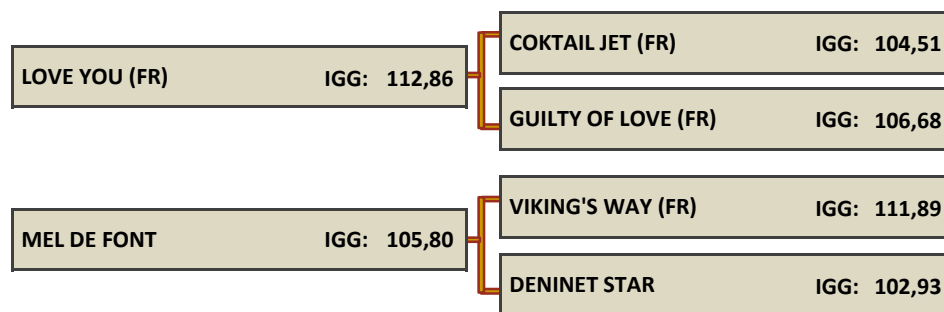 COKTAIL JET (FR) IGG: 104,51
LOVE YOU (FR) IGG: 112,86
GUILTY OF LOVE (FR) IGG: 106,68
VIKING'S WAY (FR) IGG: 111,89
MEL DE FONT IGG: 105,80
DENINET STAR IGG: 102,93